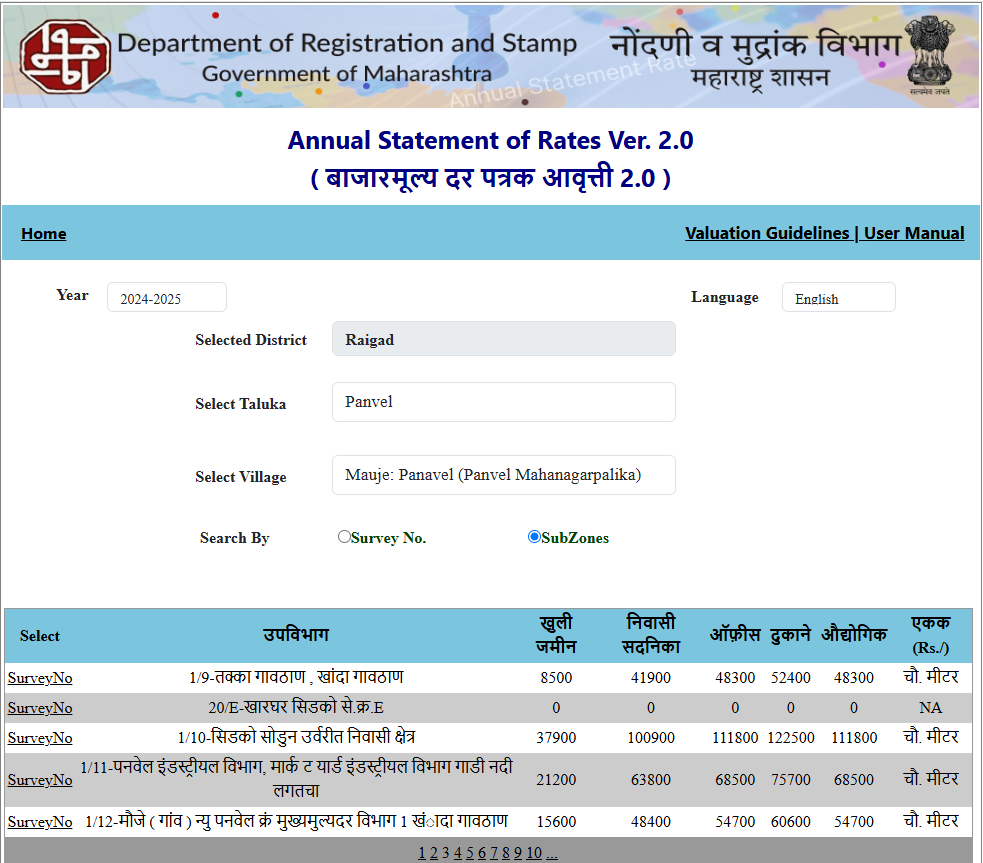 Department of Registration and Stamp
Government of Maharashtra
नोंदणी व मुद्रांक विभाग
महाराष्ट्र शासन
सत्यमेव जयते
Annual Statement Rate
Annual Statement of Rates Ver. 2.0
( बाजारमूल्य दर पत्रक आवृत्ती 2.0 )
Home
Valuation Guidelines | User Manual
Year 2024-2025 Language English
Selected District Raigad
Select Taluka Panvel
Select Village Mauje: Panavel (Panvel Mahanagarpalika)
Search By Survey No. SubZones
Select उपविभाग खुली जमीन निवासी सदनिका ऑफ़ीस दुकाने औद्योगिक एकक (Rs./)
SurveyNo 1/9-तक्का गावठाण , खांदा गावठाण 8500 41900 48300 52400 48300 चौ. मीटर
SurveyNo 20/E-खारघर सिडको से.क्र.E 0 0 0 0 0 NA
SurveyNo 1/10-सिडको सोडुन उर्वरीत निवासी क्षेत्र 37900 100900 111800 122500 111800 चौ. मीटर
SurveyNo 1/11-पनवेल इंडस्ट्रीयल विभाग, मार्क ट यार्ड इंडस्ट्रीयल विभाग गाडी नदी लगतचा 21200 63800 68500 75700 68500 चौ. मीटर
SurveyNo 1/12-मौजे ( गांव ) न्यु पनवेल क्रं मुख्यमुल्यदर विभाग 1 खंादा गावठाण 15600 48400 54700 60600 54700 चौ. मीटर
1 2 3 4 5 6 7 8 9 10 ...